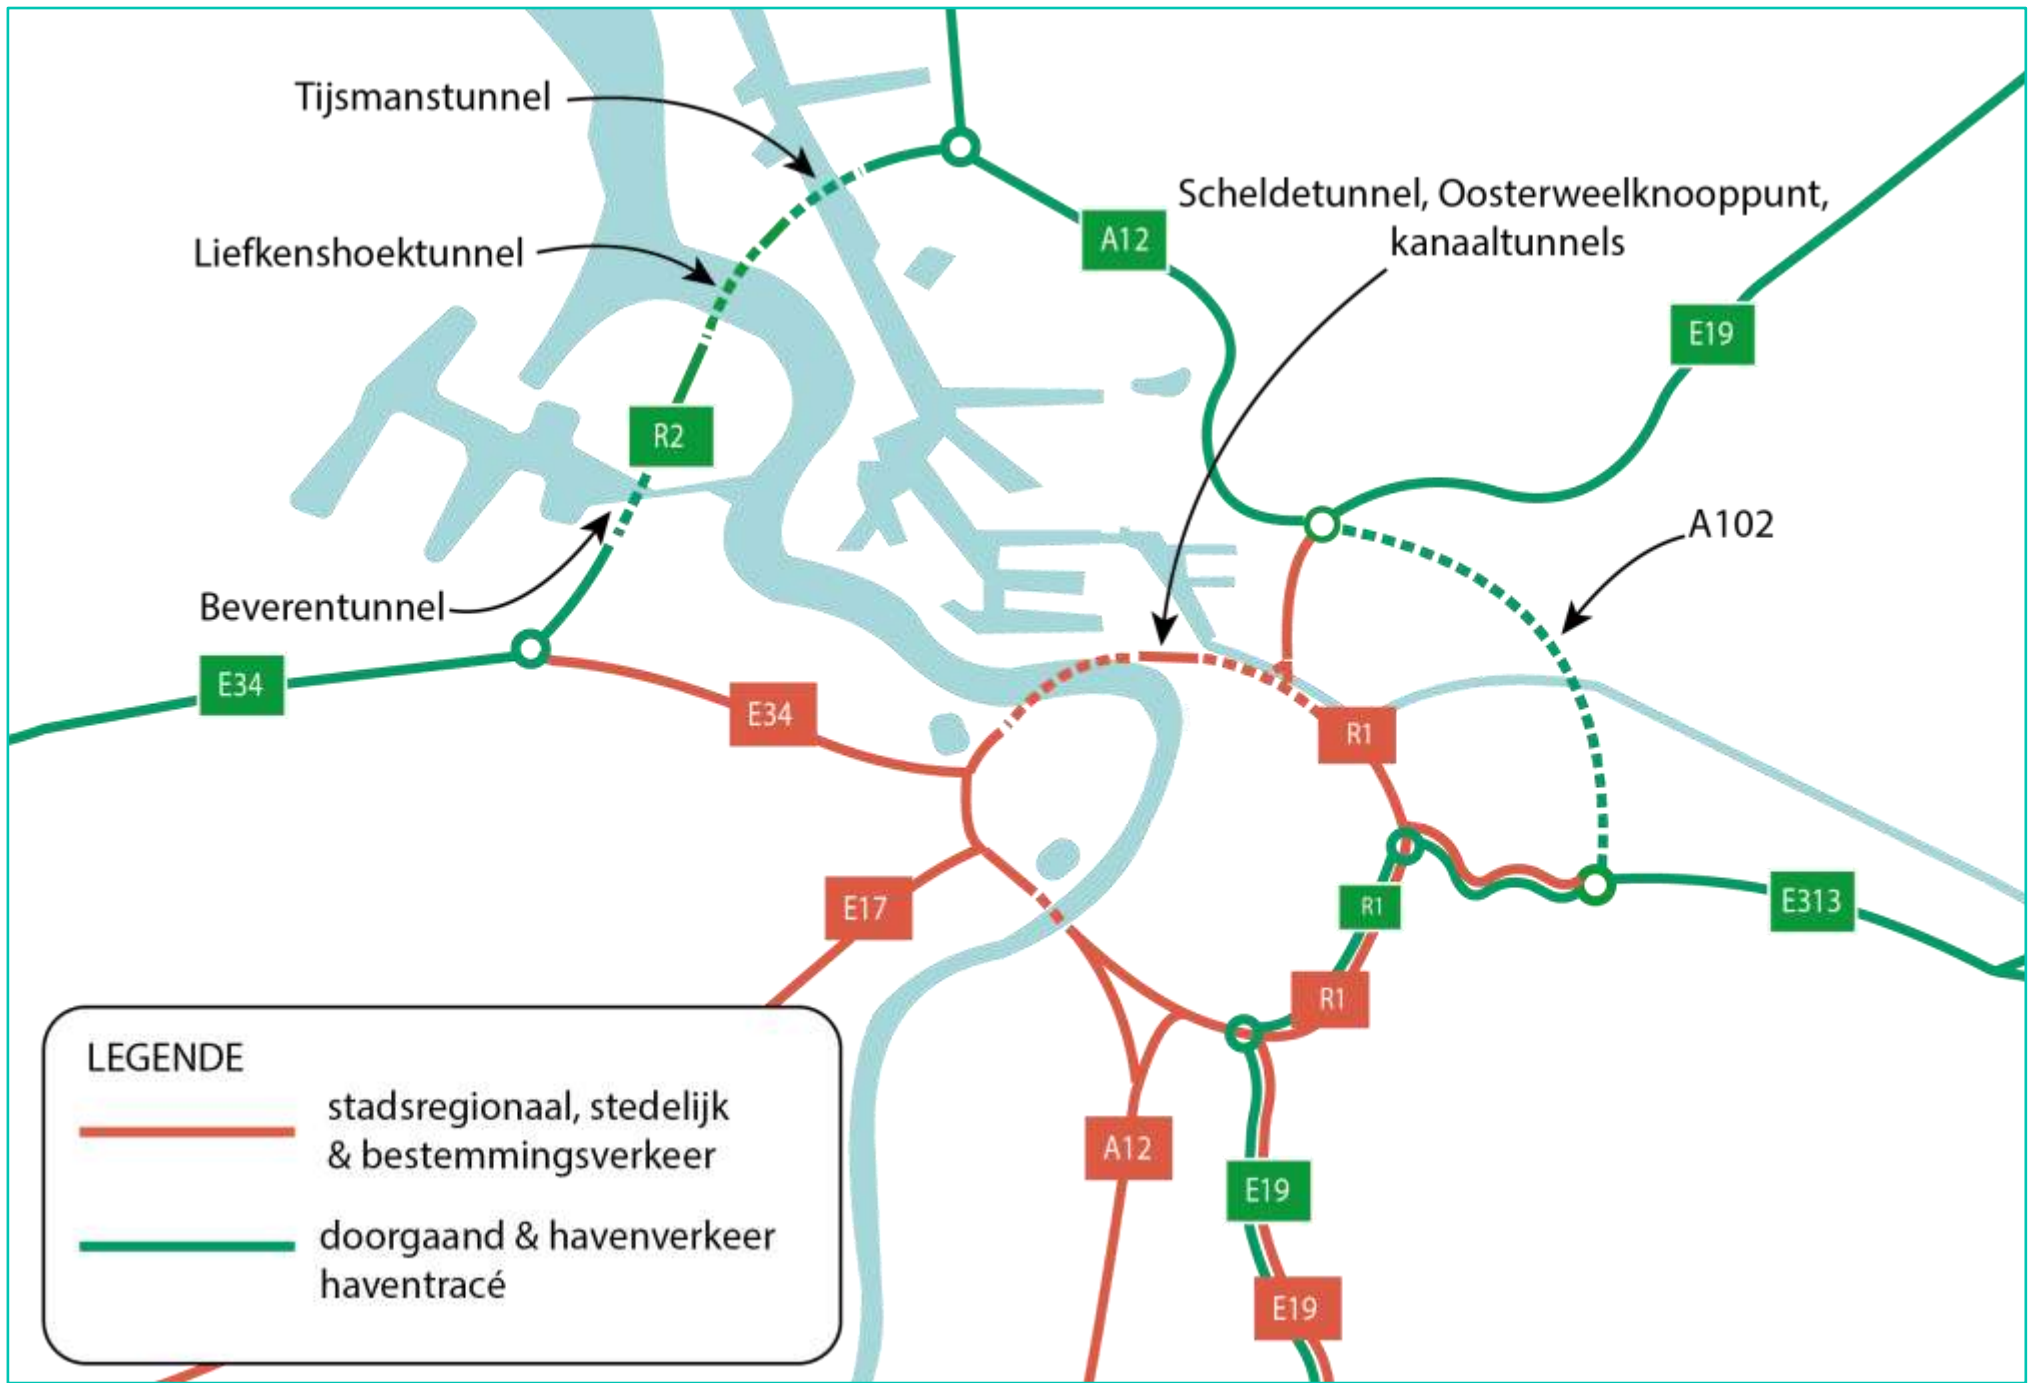 Tijsmanstunnel
Scheldetunnel, Oosterweelknooppunt,
kanaaltunnels
Liefkenshoektunnel
A12
E19
R2
A102
Beverentunnel
E34
E34
R1
E17
R1
E313
R1
A12
E19
E19
LEGENDE
stadsregionaal, stedelijk
& bestemmingsverkeer
doorgaand & havenverkeer
haventracé